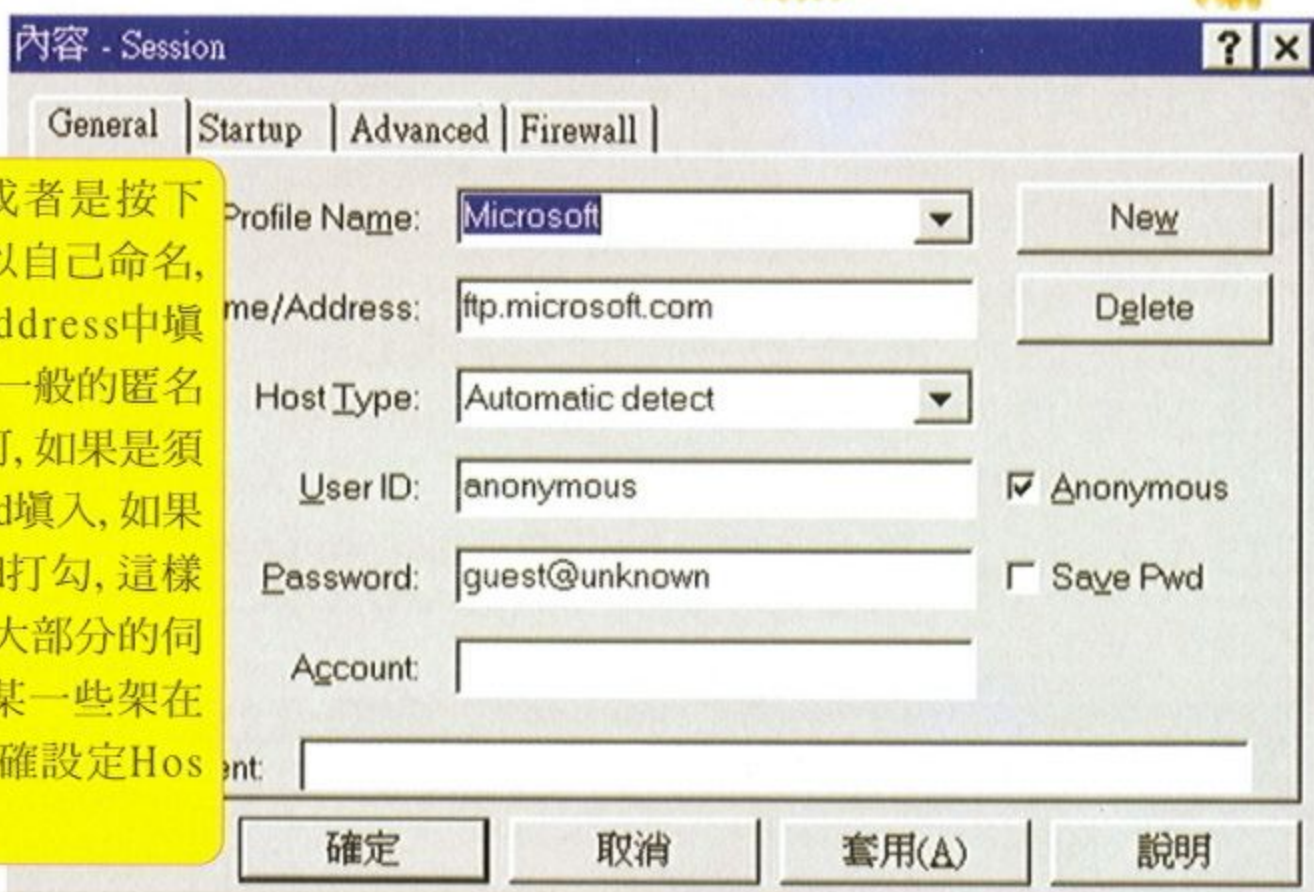 內容 - Session
General Startup Advanced Firewall
或者是按下
以自己命名,
ddress中填
一般的匿名
可, 如果是須
d填入, 如果
打勾, 這樣
大部分的伺
某一些架在
確設定Hos
Profile Name: Microsoft New
me/Address: ftp.microsoft.com Delete
Host Type: Automatic detect
User ID: anonymous Anonymous
Password: guest@unknown Save Pwd
Account:
ent:
確定 取消 套用(A) 說明